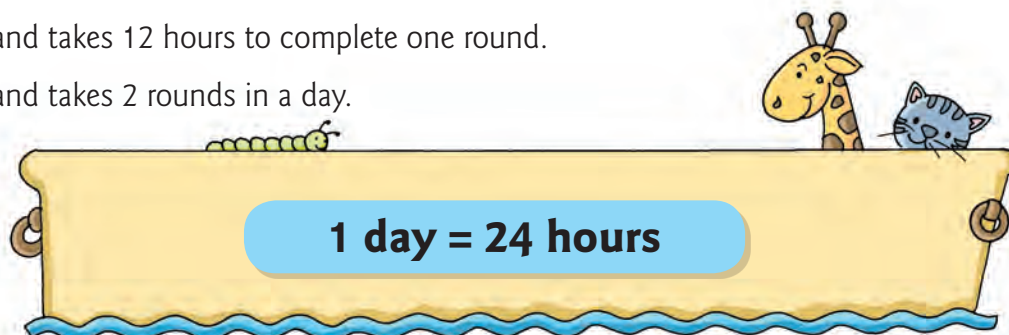 and takes 12 hours to complete one round.
and takes 2 rounds in a day.
1 day = 24 hours